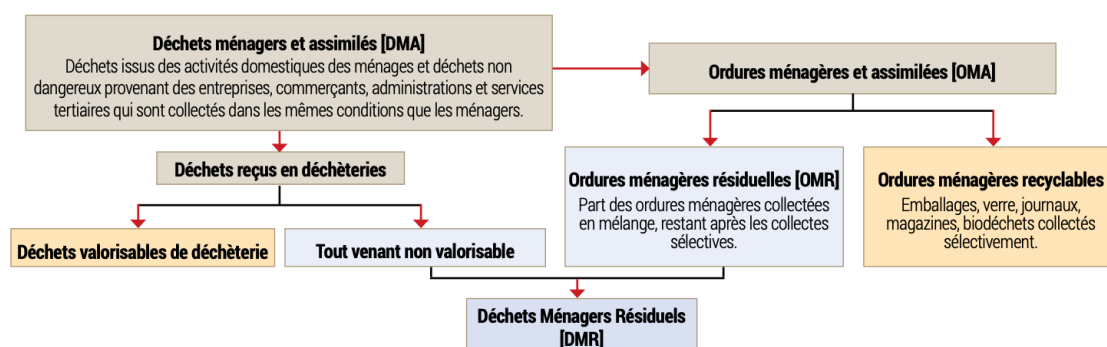 Déchets ménagers et assimilés [DMA]
Déchets issus des activités domestiques des ménages et déchets non
dangereux provenant des entreprises, commerçants, administrations et services
tertiaires qui sont collectés dans les mêmes conditions que les ménagers.
Ordures ménagères et assimilées [OMA]
Déchets reçus en déchèteries
Ordures ménagères résiduelles [OMR]
Part des ordures ménagères collectées
en mélange, restant après les collectes
sélectives.
Ordures ménagères recyclables
Emballages, verre, journaux,
magazines, biodéchets collectés
sélectivement.
Déchets valorisables de déchèterie
Tout venant non valorisable
Déchets Ménagers Résiduels
[DMR]